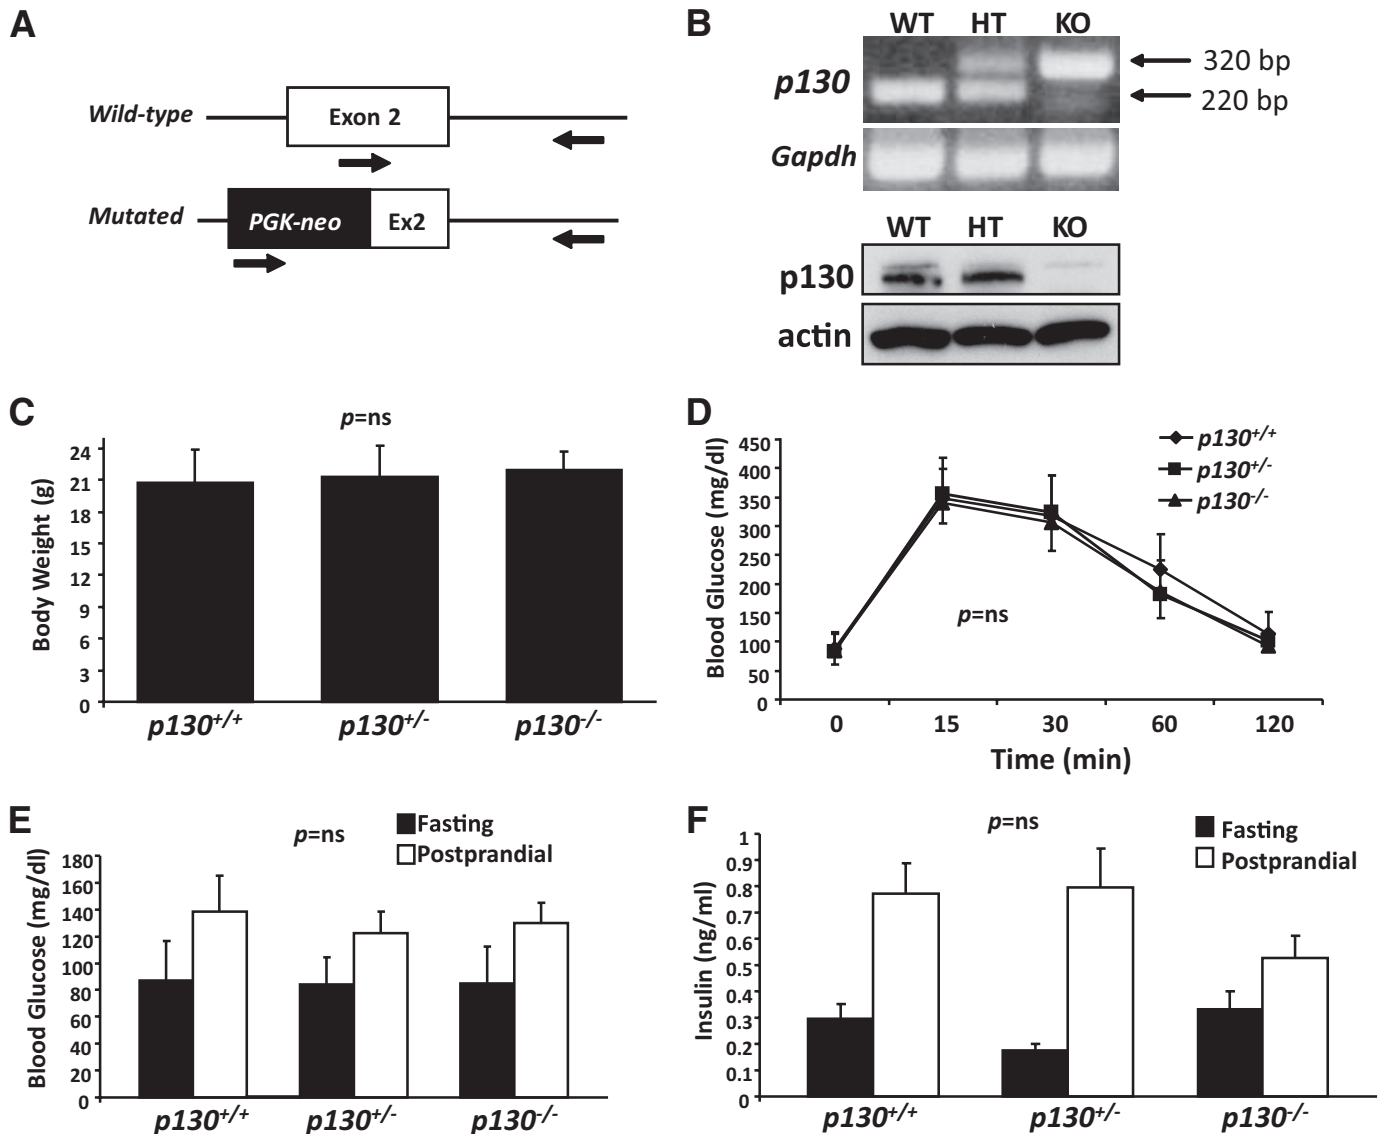 A
Wild-type
Exon 2
Mutated
PGK-neo
Ex2
B
WT HT KO
p130
320 bp
220 bp
Gapdh
WT HT KO
p130
actin
C
p=ns
Body Weight (g)
24
21
18
15
12
9
6
3
0
p130+/+ p130+/- p130-/-
D
p130+/+
p130+/-
p130-/-
Blood Glucose (mg/dl)
450
400
350
300
250
200
150
100
50
0
p=ns
0 15 30 60 120
Time (min)
E
p=ns
Fasting
Postprandial
Blood Glucose (mg/dl)
180
160
140
120
100
80
60
40
20
0
p130+/+ p130+/- p130-/-
F
p=ns
Fasting
Postprandial
Insulin (ng/ml)
1
0.9
0.8
0.7
0.6
0.5
0.4
0.3
0.2
0.1
0
p130+/+ p130+/- p130-/-